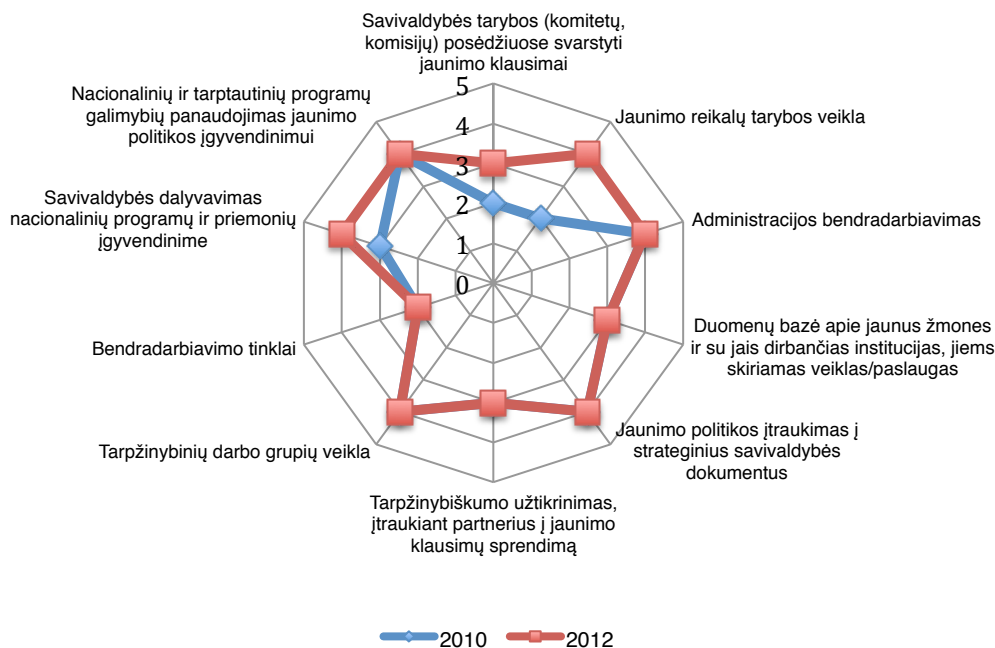 Savivaldybės tarybos (komitetų,
komisijų) posėdžiuose svarstyti
jaunimo klausimai
Jaunimo reikalų tarybos veikla
Administracijos bendradarbiavimas
Duomenų bazė apie jaunus žmones
ir su jais dirbančias institucijas, jiems
skiriamas veiklas/paslaugas
Jaunimo politikos įtraukimas į
strateginius savivaldybės
dokumentus
Tarpžinybiškumo užtikrinimas,
įtraukiant partnerius į jaunimo
klausimų sprendimą
Tarpžinybinių darbo grupių veikla
Bendradarbiavimo tinklai
Savivaldybės dalyvavimas
nacionalinių programų ir priemonių
įgyvendinime
Nacionalinių ir tarptautinių programų
galimybių panaudojimas jaunimo
politikos įgyvendinimui
5
4
3
2
1
0
2010
2012